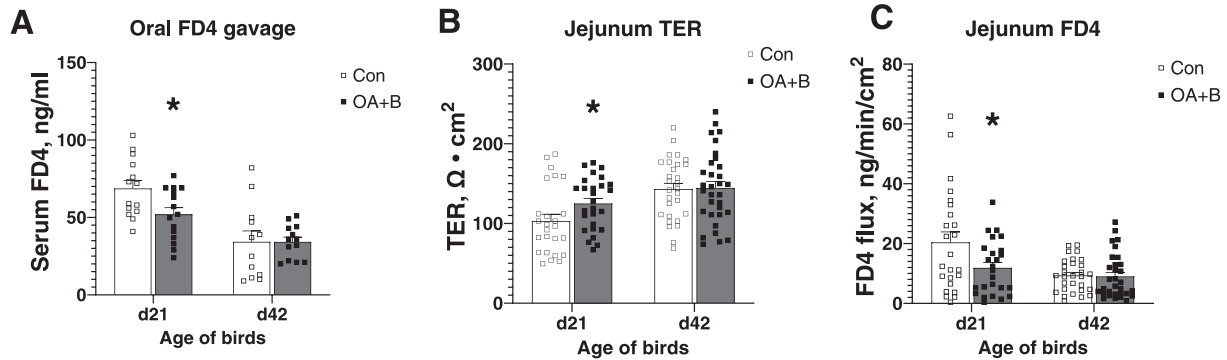 A
Oral FD4 gavage
Serum FD4, ng/ml
150
100
50
0
Con
OA+B
*
d21
d42
Age of birds
B
Jejunum TER
TER, Ω • cm²
300
200
100
0
Con
OA+B
*
d21
d42
Age of birds
C
Jejunum FD4
FD4 flux, ng/min/cm²
80
60
40
20
0
Con
OA+B
*
d21
d42
Age of birds